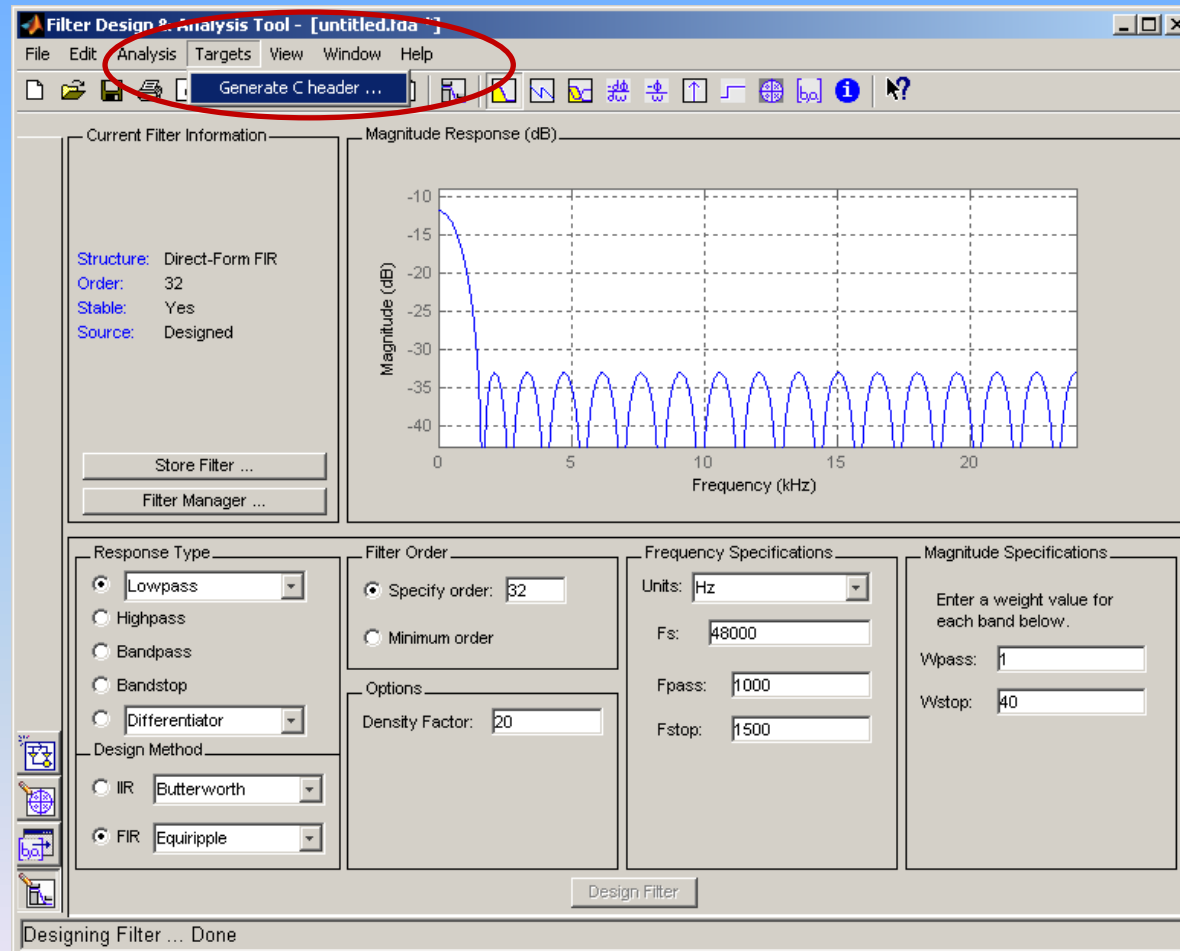 Filter Design & Analysis Tool - [untitled.fda *]
File Edit Analysis Targets View Window Help
Generate C header ...
Current Filter Information
Structure: Direct-Form FIR
Order: 32
Stable: Yes
Source: Designed
Store Filter ...
Filter Manager ...
Magnitude Response (dB)
Magnitude (dB)
-10
-15
-20
-25
-30
-35
-40
0 5 10 15 20
Frequency (kHz)
Response Type
Lowpass
Highpass
Bandpass
Bandstop
Differentiator
Design Method
IIR Butterworth
FIR Equiripple
Filter Order
Specify order: 32
Minimum order
Options
Density Factor: 20
Frequency Specifications
Units: Hz
Fs: 48000
Fpass: 1000
Fstop: 1500
Magnitude Specifications
Enter a weight value for
each band below.
Wpass: 1
Wstop: 40
Design Filter
Designing Filter ... Done